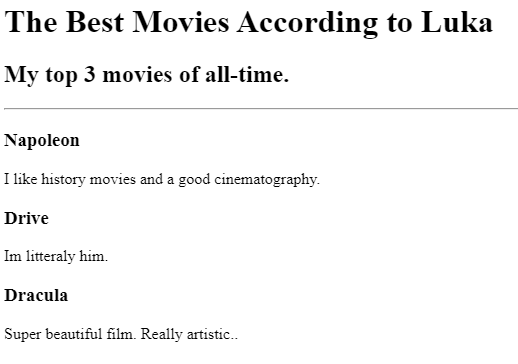 The Best Movies According to Luka
My top 3 movies of all-time.
Napoleon
I like history movies and a good cinematography.
Drive
Im litteraly him.
Dracula
Super beautiful film. Really artistic..